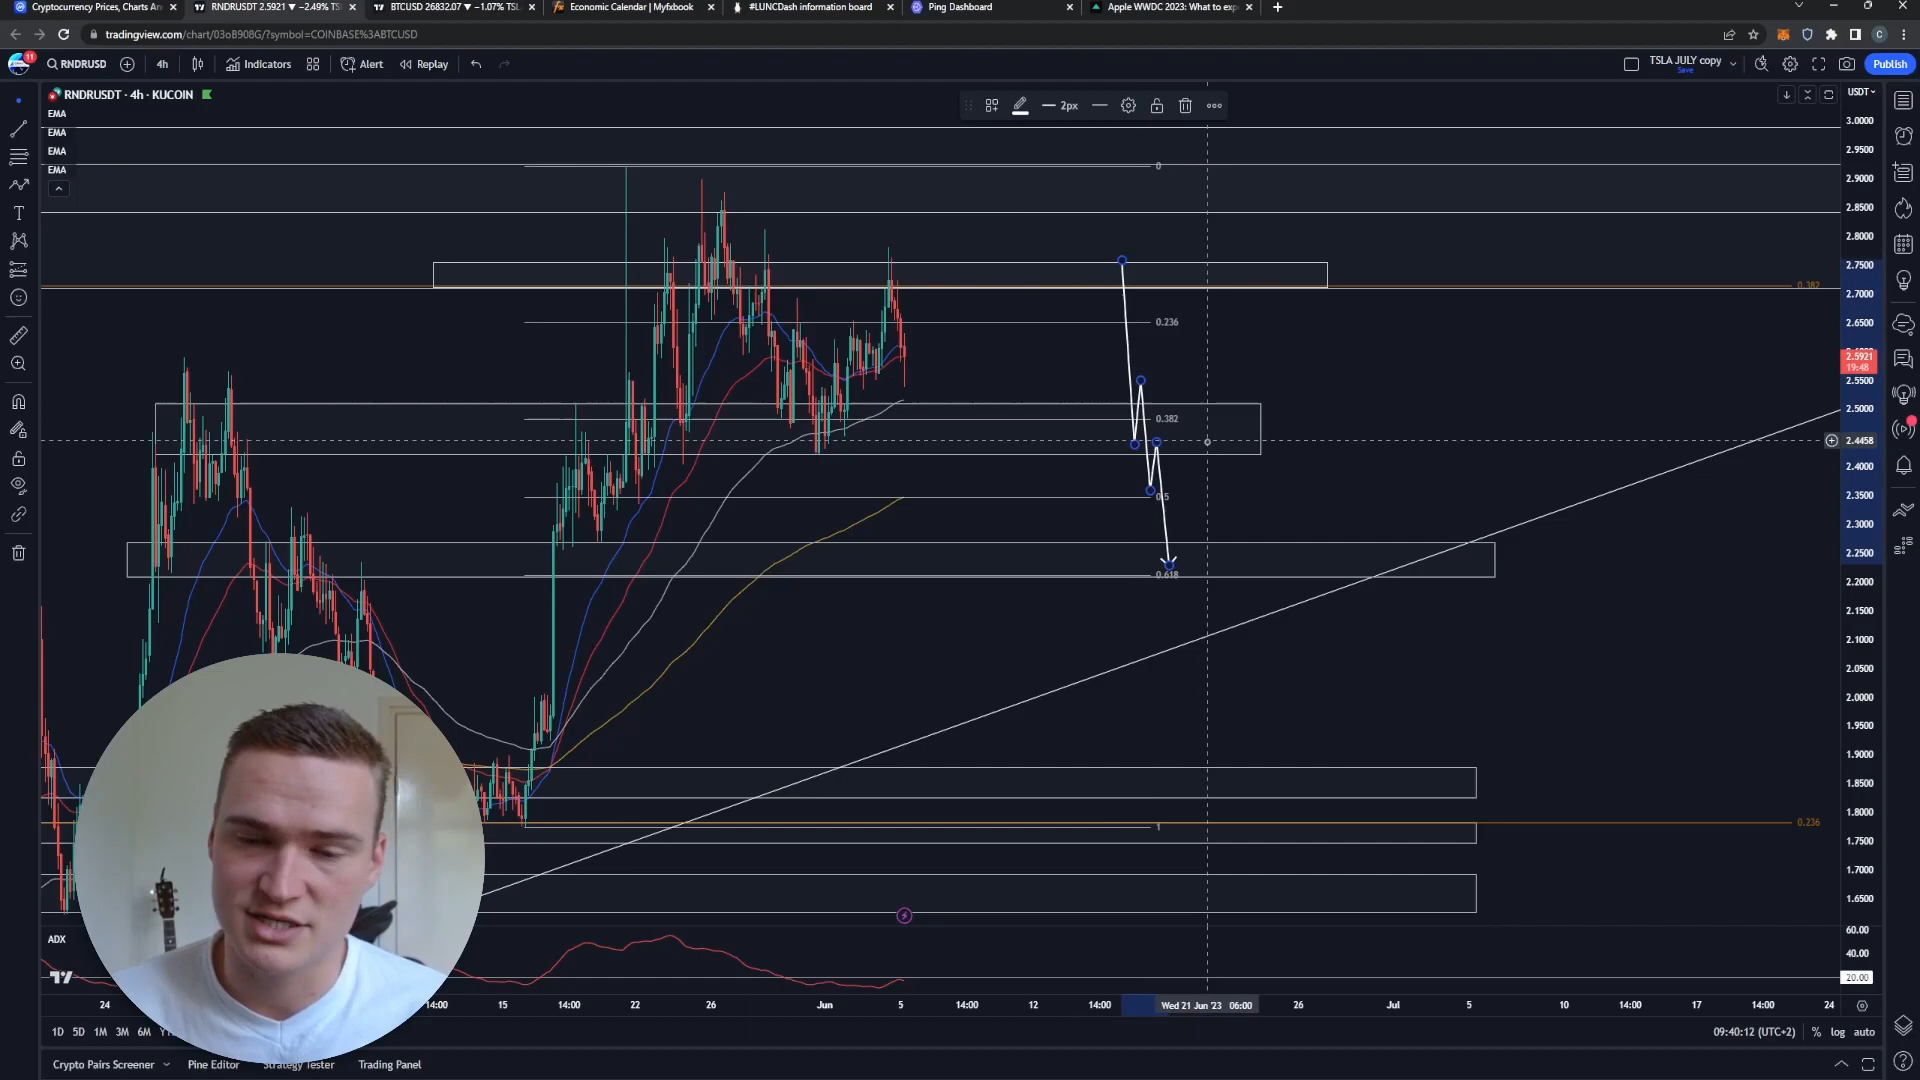 Cryptocurrency Prices, Charts An
RNDRUSDT 2.5921 ▼ −2.49% TSL
BTCUSD 26832.07 ▼ −1.07% TSL
Economic Calendar | Myfxbook
#LUNCDash information board
Ping Dashboard
Apple WWDC 2023: What to exp
tradingview.com/chart/03oB908G/?symbol=COINBASE%3ABTCUSD
C
11
RNDRUSD
4h
Indicators
Alert
Replay
TSLA JULY copy
Save
Publish
RNDRUSDT · 4h · KUCOIN
2px
USDT
EMA
EMA
EMA
EMA
3.0000
2.9500
2.9000
2.8500
2.8000
2.7500
2.7000
2.6500
2.5921
19:48
2.5500
2.5000
2.4458
2.4000
2.3500
2.3000
2.2500
2.2000
2.1500
2.1000
2.0500
2.0000
1.9500
1.9000
1.8500
1.8000
1.7500
1.7000
1.6500
0
0.382
0.236
0.382
0.5
0.618
0.236
1
ADX
60.00
40.00
20.00
24
14:00
15
14:00
22
26
Jun
5
14:00
12
14:00
Wed 21 Jun '23 06:00
26
Jul
5
10
14:00
17
14:00
24
1D
5D
1M
3M
6M
09:40:12 (UTC+2)
%
log
auto
Crypto Pairs Screener
Pine Editor
Strategy Tester
Trading Panel